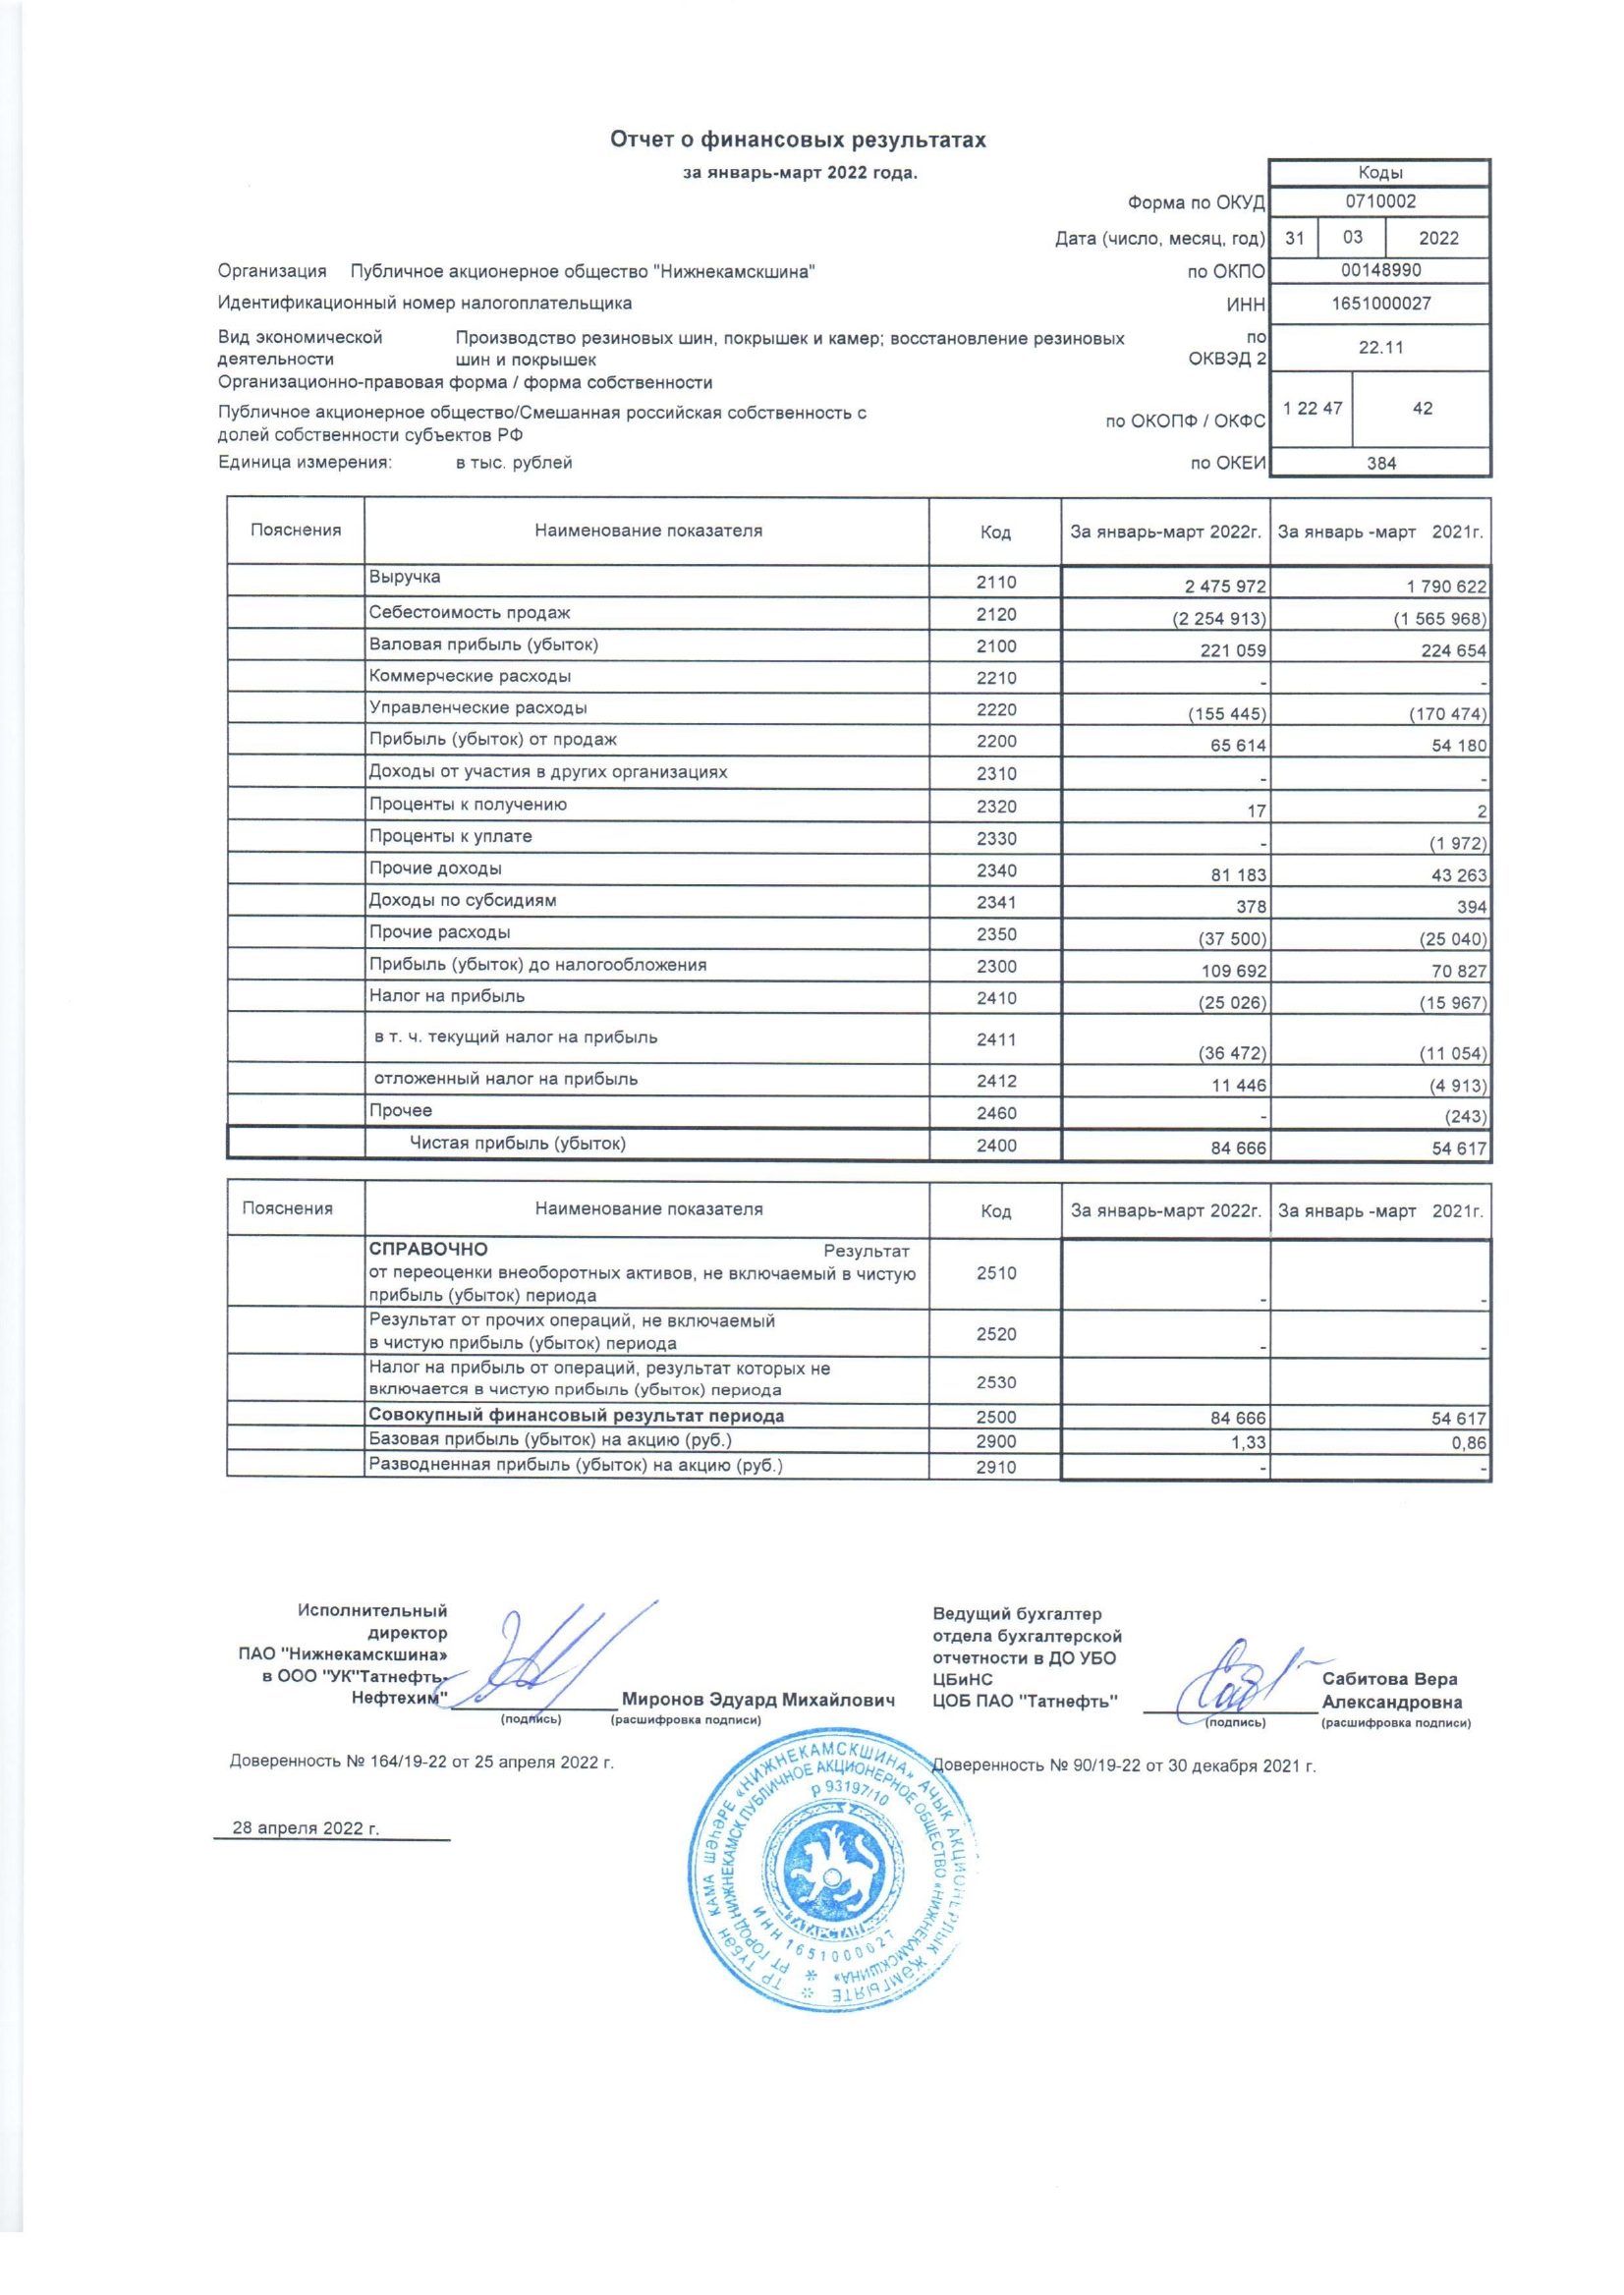 Отчет о финансовых результатах
за январь-март 2022 года.
Коды
Форма по ОКУД 0710002
Дата (число, месяц, год) 31 03 2022
Организация Публичное акционерное общество "Нижнекамскшина" по ОКПО 00148990
Идентификационный номер налогоплательщика ИНН 1651000027
Вид экономической деятельности Производство резиновых шин, покрышек и камер; восстановление резиновых шин и покрышек по ОКВЭД 2 22.11
Организационно-правовая форма / форма собственности
Публичное акционерное общество/Смешанная российская собственность с
долей собственности субъектов РФ по ОКОПФ / ОКФС 1 22 47 42
Единица измерения: в тыс. рублей по ОКЕИ 384
Пояснения Наименование показателя Код За январь-март 2022г. За январь -март 2021г.
Выручка 2110 2 475 972 1 790 622
Себестоимость продаж 2120 (2 254 913) (1 565 968)
Валовая прибыль (убыток) 2100 221 059 224 654
Коммерческие расходы 2210 - -
Управленческие расходы 2220 (155 445) (170 474)
Прибыль (убыток) от продаж 2200 65 614 54 180
Доходы от участия в других организациях 2310 - -
Проценты к получению 2320 17 2
Проценты к уплате 2330 - (1 972)
Прочие доходы 2340 81 183 43 263
Доходы по субсидиям 2341 378 394
Прочие расходы 2350 (37 500) (25 040)
Прибыль (убыток) до налогообложения 2300 109 692 70 827
Налог на прибыль 2410 (25 026) (15 967)
в т. ч. текущий налог на прибыль 2411 (36 472) (11 054)
отложенный налог на прибыль 2412 11 446 (4 913)
Прочее 2460 - (243)
Чистая прибыль (убыток) 2400 84 666 54 617
Пояснения Наименование показателя Код За январь-март 2022г. За январь -март 2021г.
СПРАВОЧНО Результат
от переоценки внеоборотных активов, не включаемый в чистую
прибыль (убыток) периода 2510 - -
Результат от прочих операций, не включаемый
в чистую прибыль (убыток) периода 2520 - -
Налог на прибыль от операций, результат которых не
включается в чистую прибыль (убыток) периода 2530
Совокупный финансовый результат периода 2500 84 666 54 617
Базовая прибыль (убыток) на акцию (руб.) 2900 1,33 0,86
Разводненная прибыль (убыток) на акцию (руб.) 2910 - -
Исполнительный
директор
ПАО "Нижнекамскшина»
в ООО "УК"Татнефть-
Нефтехим" Миронов Эдуард Михайлович
(подпись) (расшифровка подписи)
Ведущий бухгалтер
отдела бухгалтерской
отчетности в ДО УБО
ЦБиНС
ЦОБ ПАО "Татнефть"
Сабитова Вера
Александровна
(подпись) (расшифровка подписи)
Доверенность № 164/19-22 от 25 апреля 2022 г.
Доверенность № 90/19-22 от 30 декабря 2021 г.
28 апреля 2022 г.
ТР ТҮБӘН КАМА ШӘҺӘРЕ «НИЖНЕКАМСКШИНА» АЧЫК АКЦИОНЕРЛЫК ҖӘМГЫЯТЕ
РТ ГОРОД НИЖНЕКАМСК ПУБЛИЧНОЕ АКЦИОНЕРНОЕ ОБЩЕСТВО «НИЖНЕКАМСКШИНА»
р 93197/10
ТАТАРСТАН
ИНН 1651000027